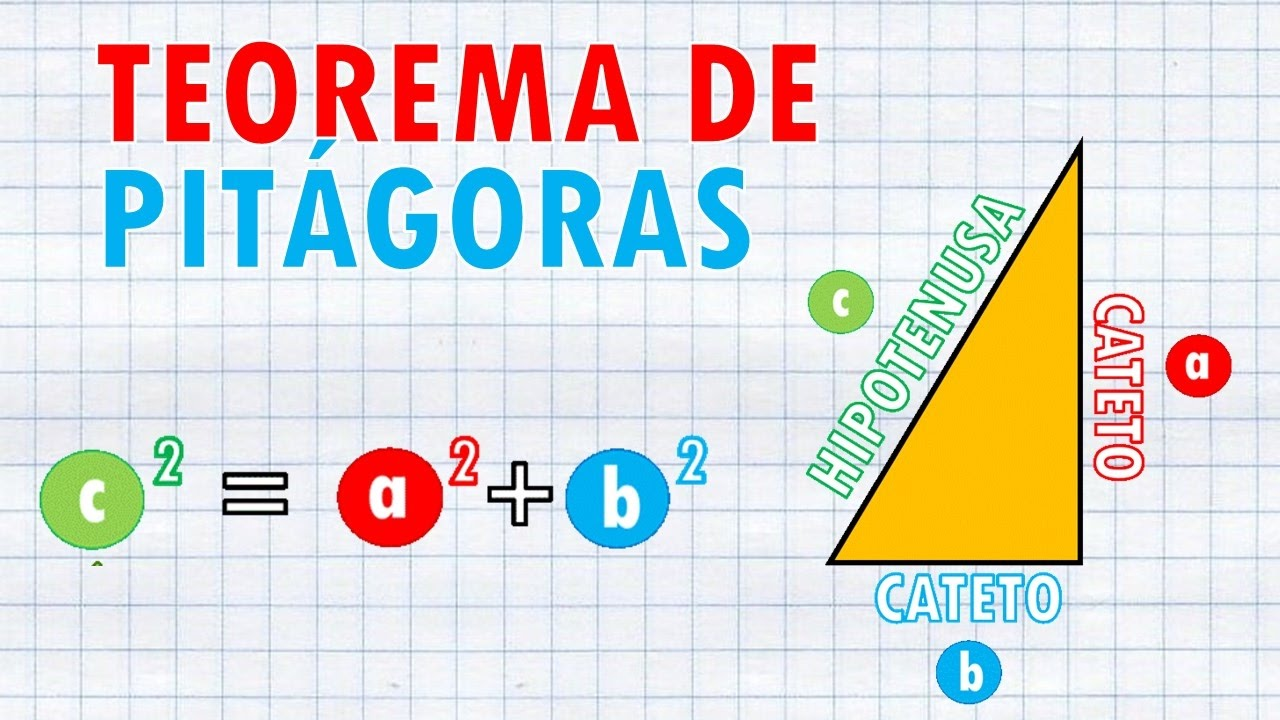 TEOREMA DE
PITÁGORAS
c² = a² + b²
c
HIPOTENUSA
CATETO
a
CATETO
b